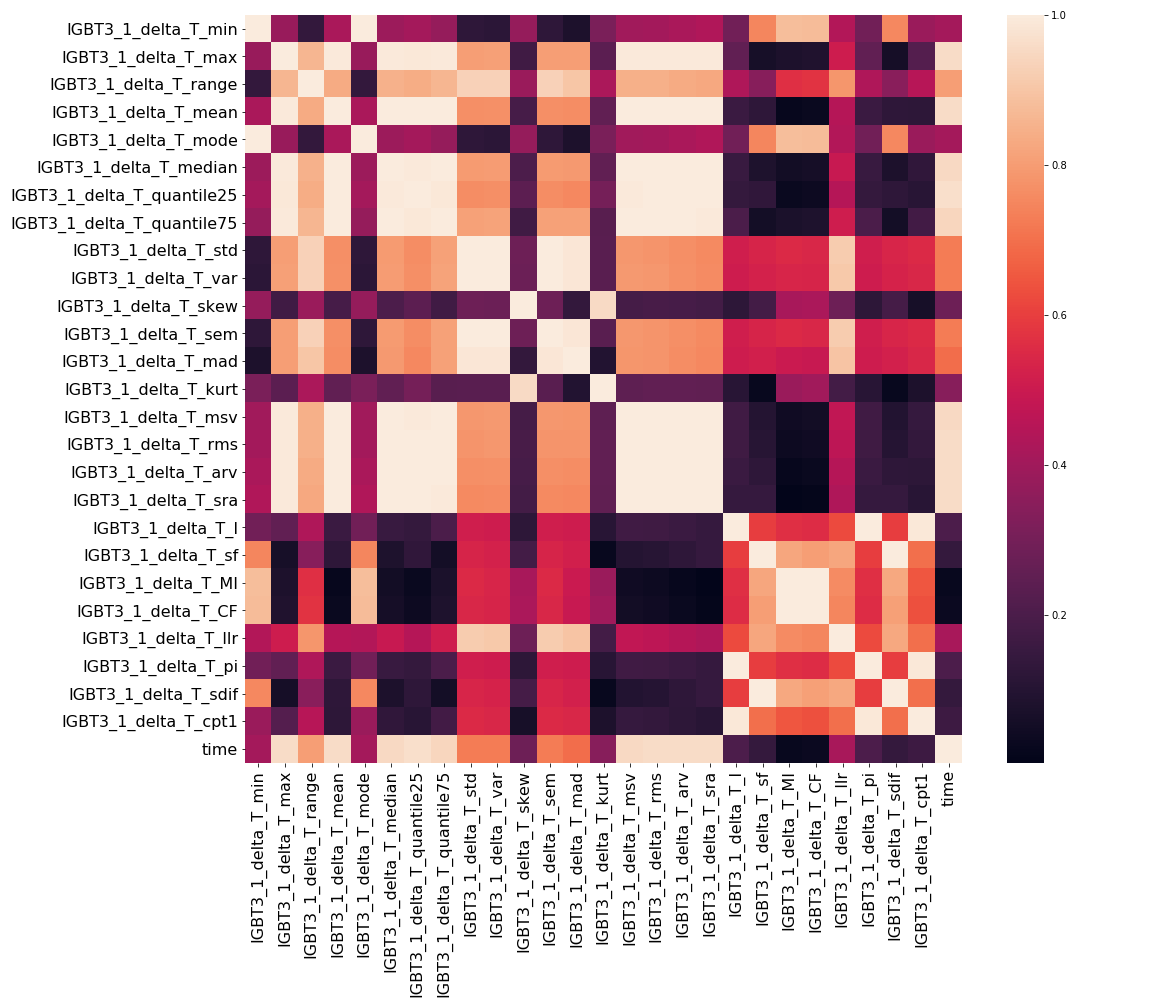 IGBT3_1_delta_T_min
IGBT3_1_delta_T_max
IGBT3_1_delta_T_range
IGBT3_1_delta_T_mean
IGBT3_1_delta_T_mode
IGBT3_1_delta_T_median
IGBT3_1_delta_T_quantile25
IGBT3_1_delta_T_quantile75
IGBT3_1_delta_T_std
IGBT3_1_delta_T_var
IGBT3_1_delta_T_skew
IGBT3_1_delta_T_sem
IGBT3_1_delta_T_mad
IGBT3_1_delta_T_kurt
IGBT3_1_delta_T_msv
IGBT3_1_delta_T_rms
IGBT3_1_delta_T_arv
IGBT3_1_delta_T_sra
IGBT3_1_delta_T_I
IGBT3_1_delta_T_sf
IGBT3_1_delta_T_MI
IGBT3_1_delta_T_CF
IGBT3_1_delta_T_llr
IGBT3_1_delta_T_pi
IGBT3_1_delta_T_sdif
IGBT3_1_delta_T_cpt1
time
IGBT3_1_delta_T_min
IGBT3_1_delta_T_max
IGBT3_1_delta_T_range
IGBT3_1_delta_T_mean
IGBT3_1_delta_T_mode
IGBT3_1_delta_T_median
IGBT3_1_delta_T_quantile25
IGBT3_1_delta_T_quantile75
IGBT3_1_delta_T_std
IGBT3_1_delta_T_var
IGBT3_1_delta_T_skew
IGBT3_1_delta_T_sem
IGBT3_1_delta_T_mad
IGBT3_1_delta_T_kurt
IGBT3_1_delta_T_msv
IGBT3_1_delta_T_rms
IGBT3_1_delta_T_arv
IGBT3_1_delta_T_sra
IGBT3_1_delta_T_I
IGBT3_1_delta_T_sf
IGBT3_1_delta_T_MI
IGBT3_1_delta_T_CF
IGBT3_1_delta_T_llr
IGBT3_1_delta_T_pi
IGBT3_1_delta_T_sdif
IGBT3_1_delta_T_cpt1
time
1.0
0.8
0.6
0.4
0.2